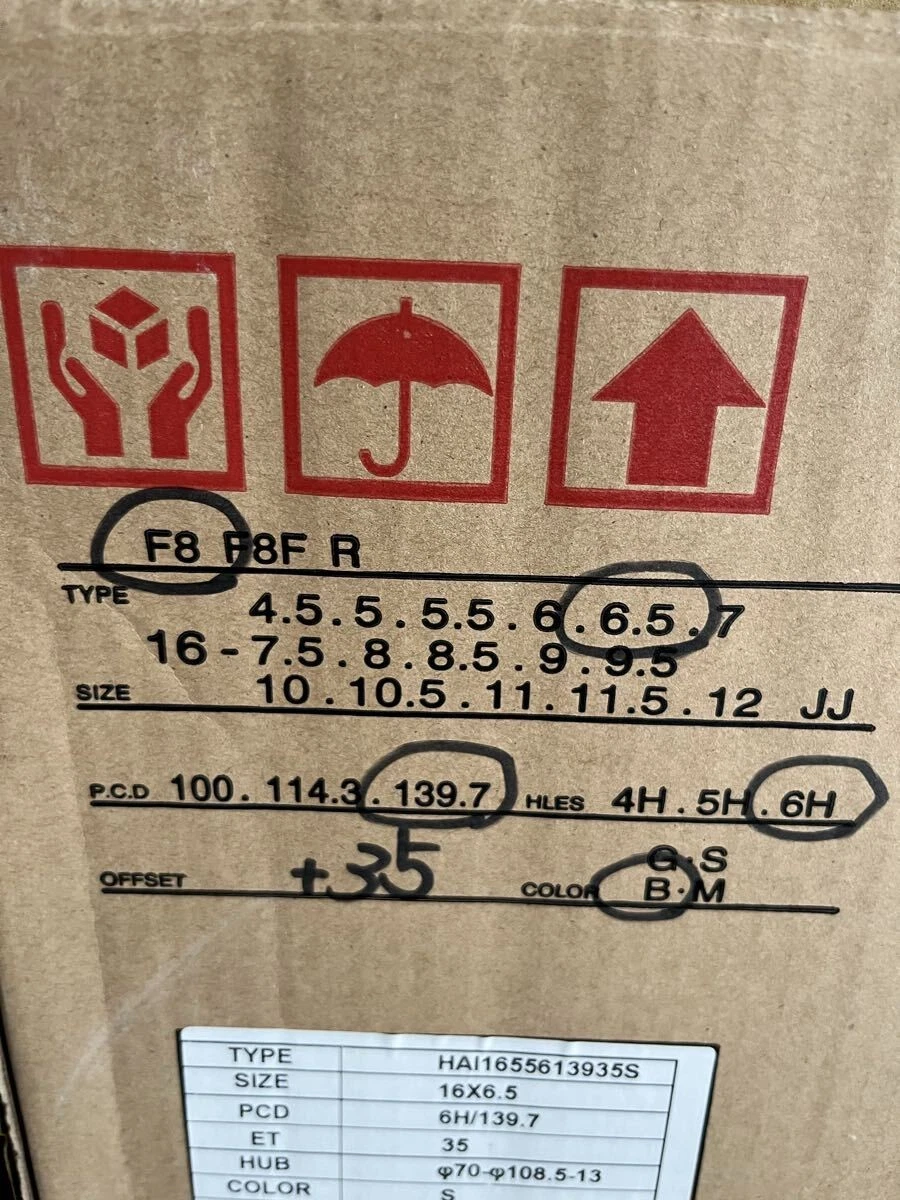 F8 F8F R
TYPE
4.5 . 5 . 5.5 . 6 . 6.5 . 7
16 - 7.5 . 8 . 8.5 . 9 . 9.5
SIZE 10 . 10.5 . 11 . 11.5 . 12 JJ
P.C.D 100 . 114.3 . 139.7 HLES 4H . 5H . 6H
G·S
OFFSET +35 COLOR B·M
TYPE HAI1655613935S
SIZE 16X6.5
PCD 6H/139.7
ET 35
HUB φ70-φ108.5-13
COLOR S